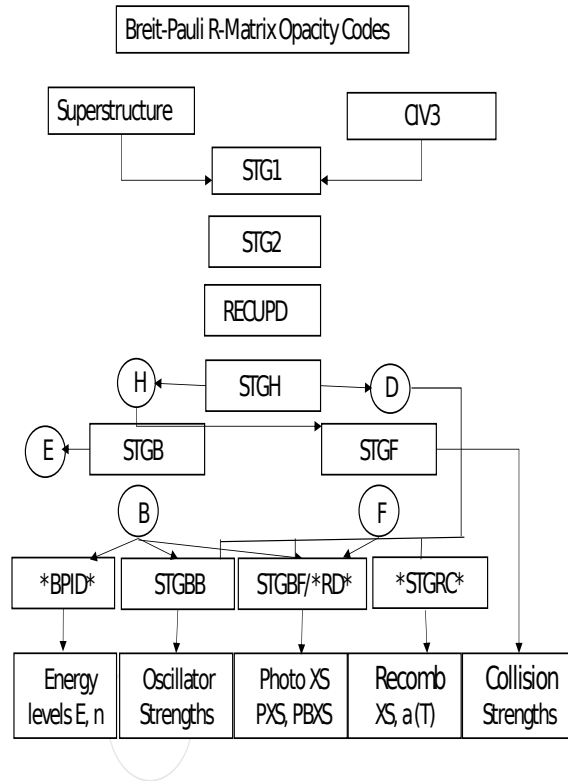 Breit-Pauli R-Matrix Opacity Codes
Superstructure
CIV3
STG1
STG2
RECUPD
H
STGH
D
E
STGB
STGF
B
F
*BPID*
STGBB
STGBF/*RD*
*STGRC*
Energy
levels E, n
Oscillator
Strengths
Photo XS
PXS, PBXS
Recomb
XS, a (T)
Collision
Strengths